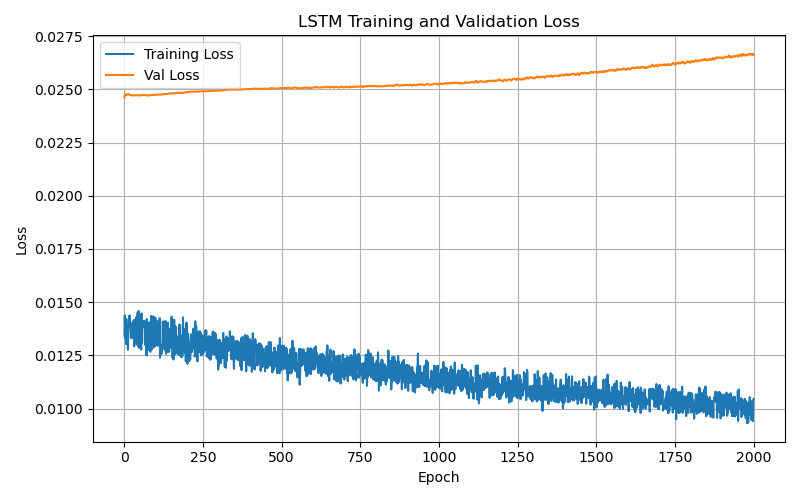 LSTM Training and Validation Loss
Training Loss
Val Loss
0.0275
0.0250
0.0225
0.0200
0.0175
0.0150
0.0125
0.0100
Loss
0 250 500 750 1000 1250 1500 1750 2000
Epoch